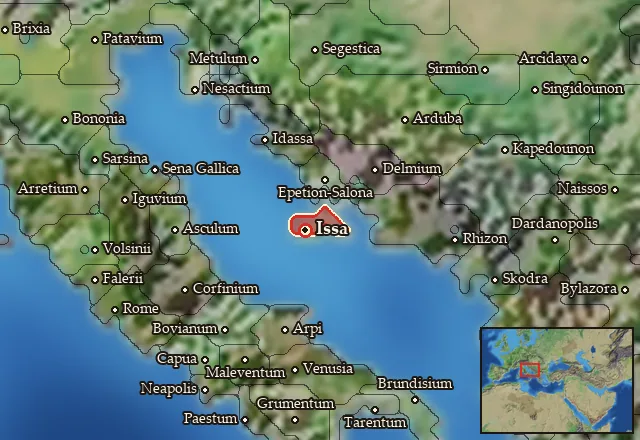 Brixia
Patavium
Segestica
Metulum
Arcidava
Sirmion
Nesactium
Singidounon
Bononia
Arduba
Idassa
Kapedounon
Sarsina
Sena Gallica
Delmium
Arretium
Iguvium
Epetion-Salona
Naissos
Asculum
Issa
Dardanopolis
Rhizon
Volsinii
Falerii
Corfinium
Skodra
Bylazora
Rome
Bovianum
Arpi
Capua
Maleventum
Venusia
Neapolis
Brundisium
Grumentum
Paestum
Tarentum